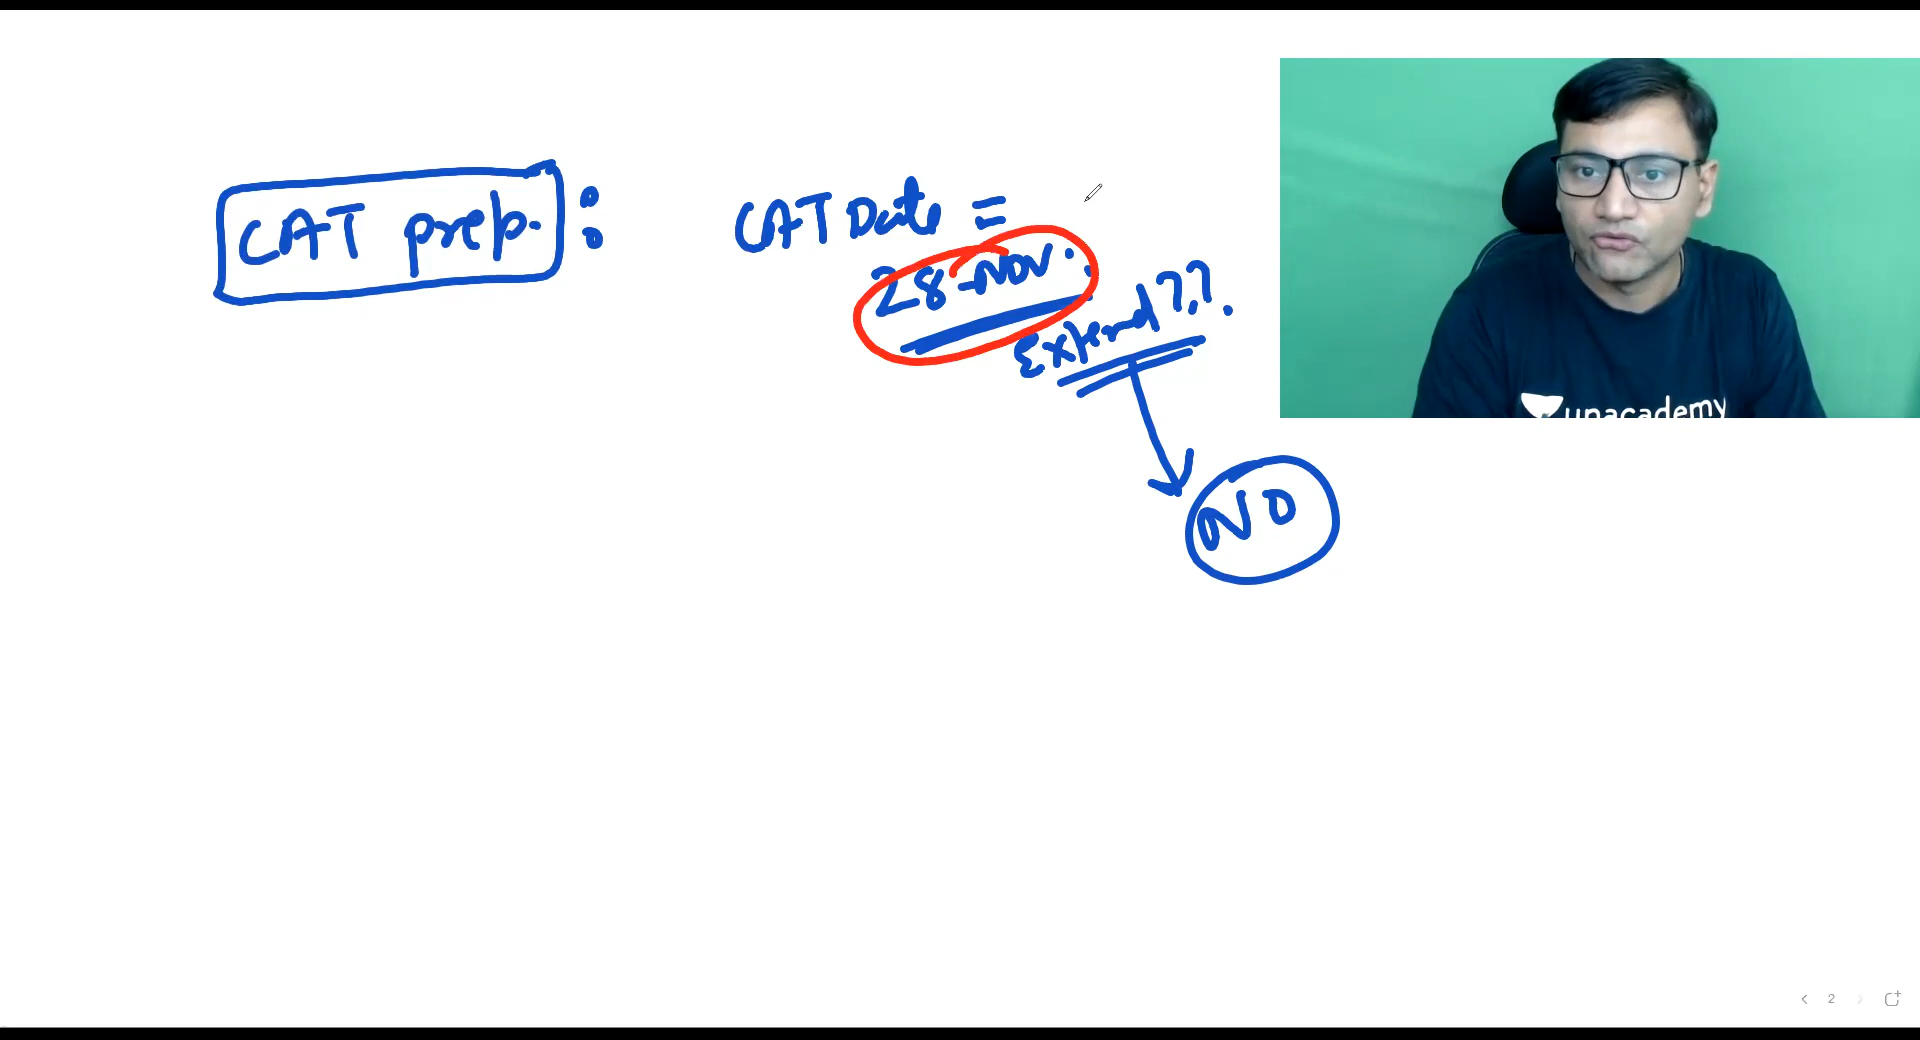 CAT prep. :
CAT Date =
28-Nov.
Extend ??.
NO
unacademy
2